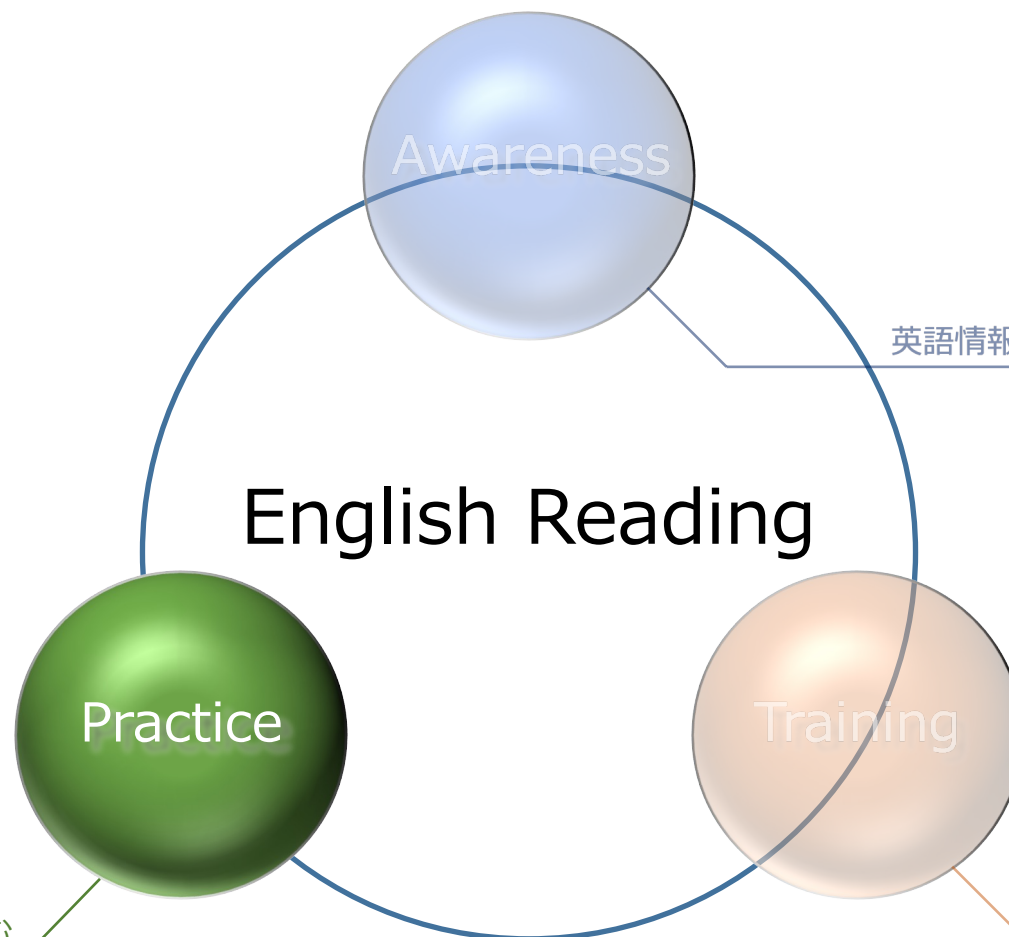 Awareness
英語情報
English Reading
Practice
Training